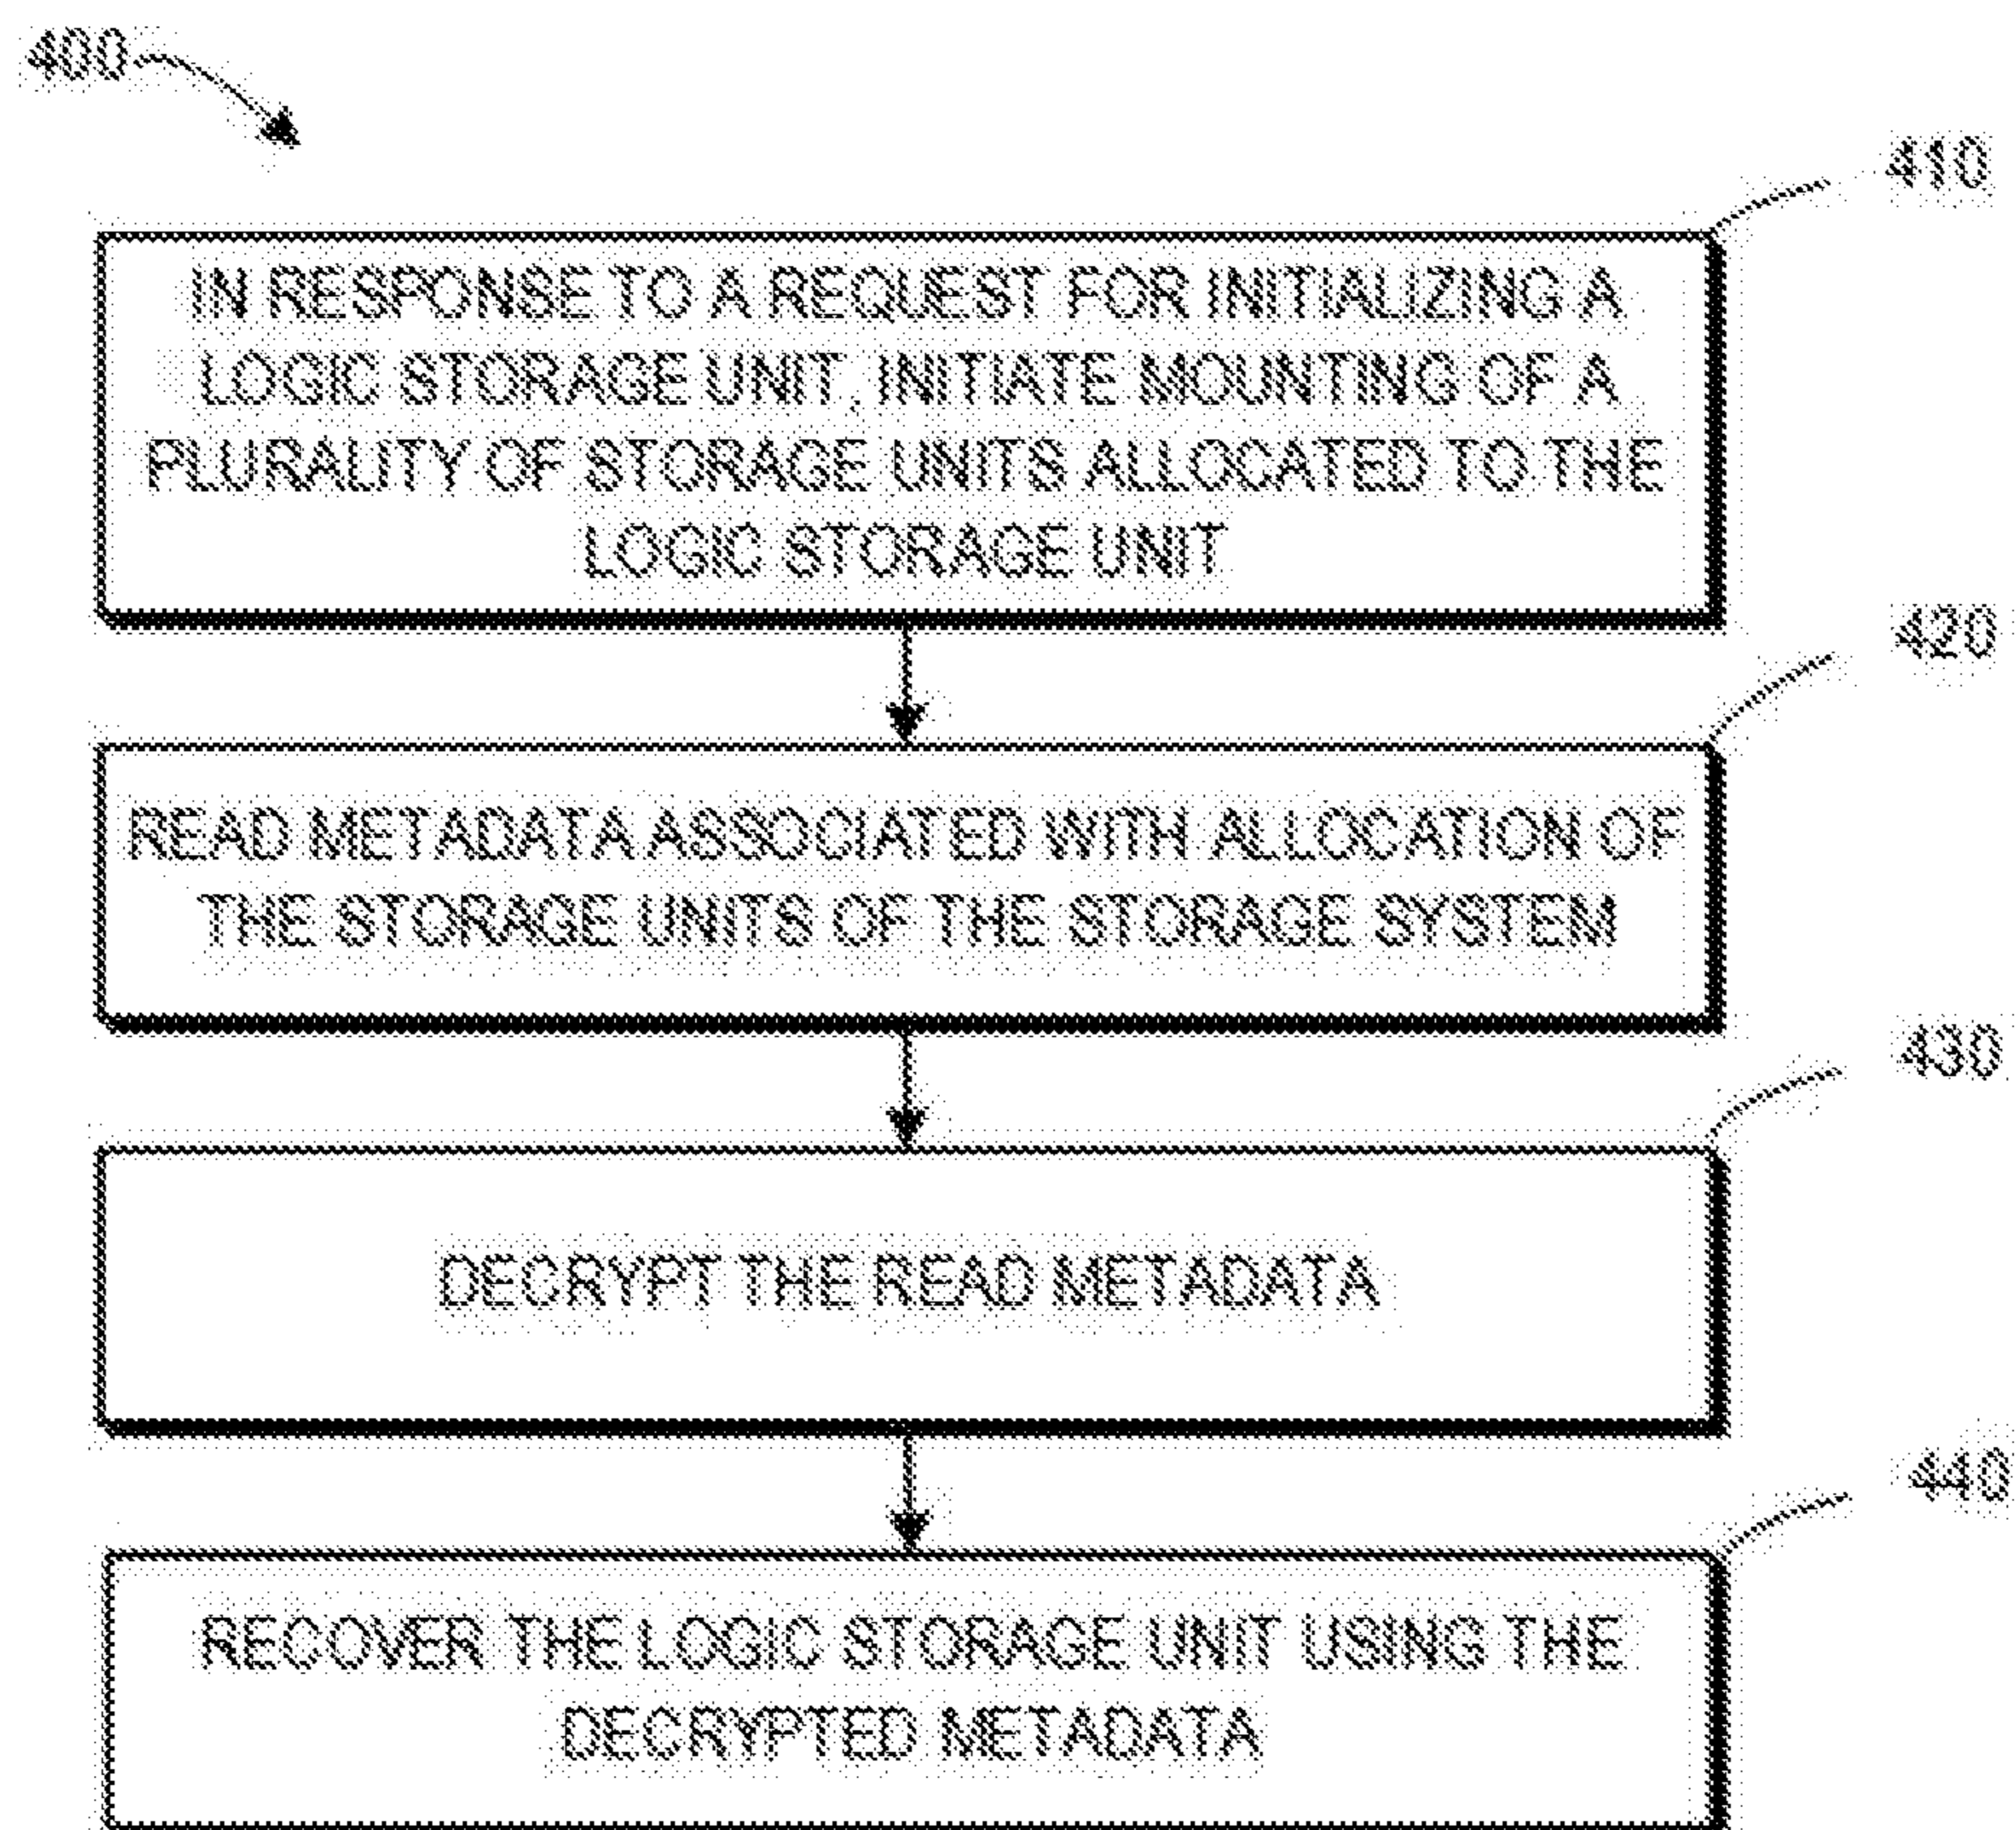 400
410
IN RESPONSE TO A REQUEST FOR INITIALIZING A
LOGIC STORAGE UNIT, INITIATE MOUNTING OF A
PLURALITY OF STORAGE UNITS ALLOCATED TO THE
LOGIC STORAGE UNIT
420
READ METADATA ASSOCIATED WITH ALLOCATION OF
THE STORAGE UNITS OF THE STORAGE SYSTEM
430
DECRYPT THE READ METADATA
440
RECOVER THE LOGIC STORAGE UNIT USING THE
DECRYPTED METADATA